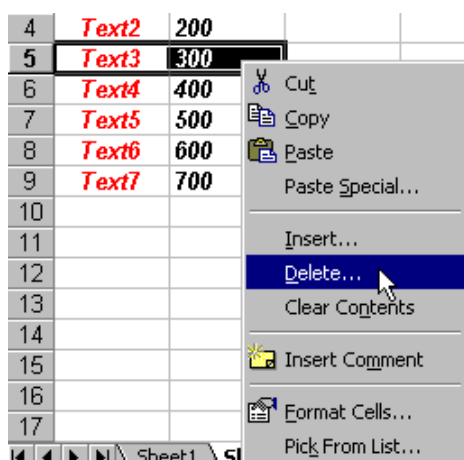 4 Text2 200
5 Text3 300
6 Text4 400
7 Text5 500
8 Text6 600
9 Text7 700
10
11
12
13
14
15
16
17
Sheet1
Cut
Copy
Paste
Paste Special...
Insert...
Delete...
Clear Contents
Insert Comment
Format Cells...
Pick From List...